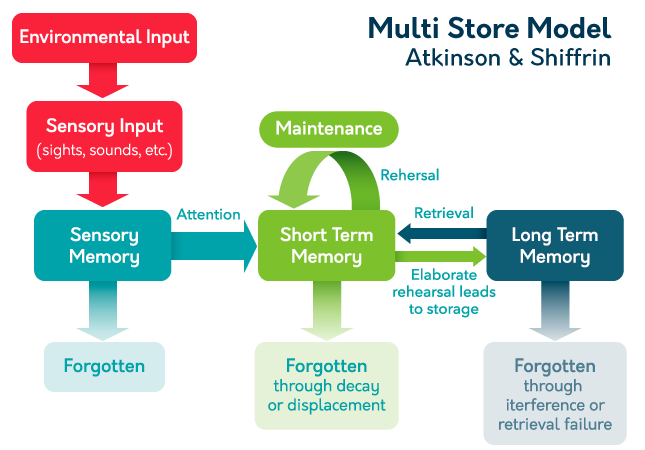 Multi Store Model
Atkinson & Shiffrin
Environmental Input
Sensory Input
(sights, sounds, etc.)
Maintenance
Rehersal
Sensory
Memory
Attention
Short Term
Memory
Retrieval
Elaborate
rehearsal leads
to storage
Long Term
Memory
Forgotten
Forgotten
through decay
or displacement
Forgotten
through
iterference or
retrieval failure